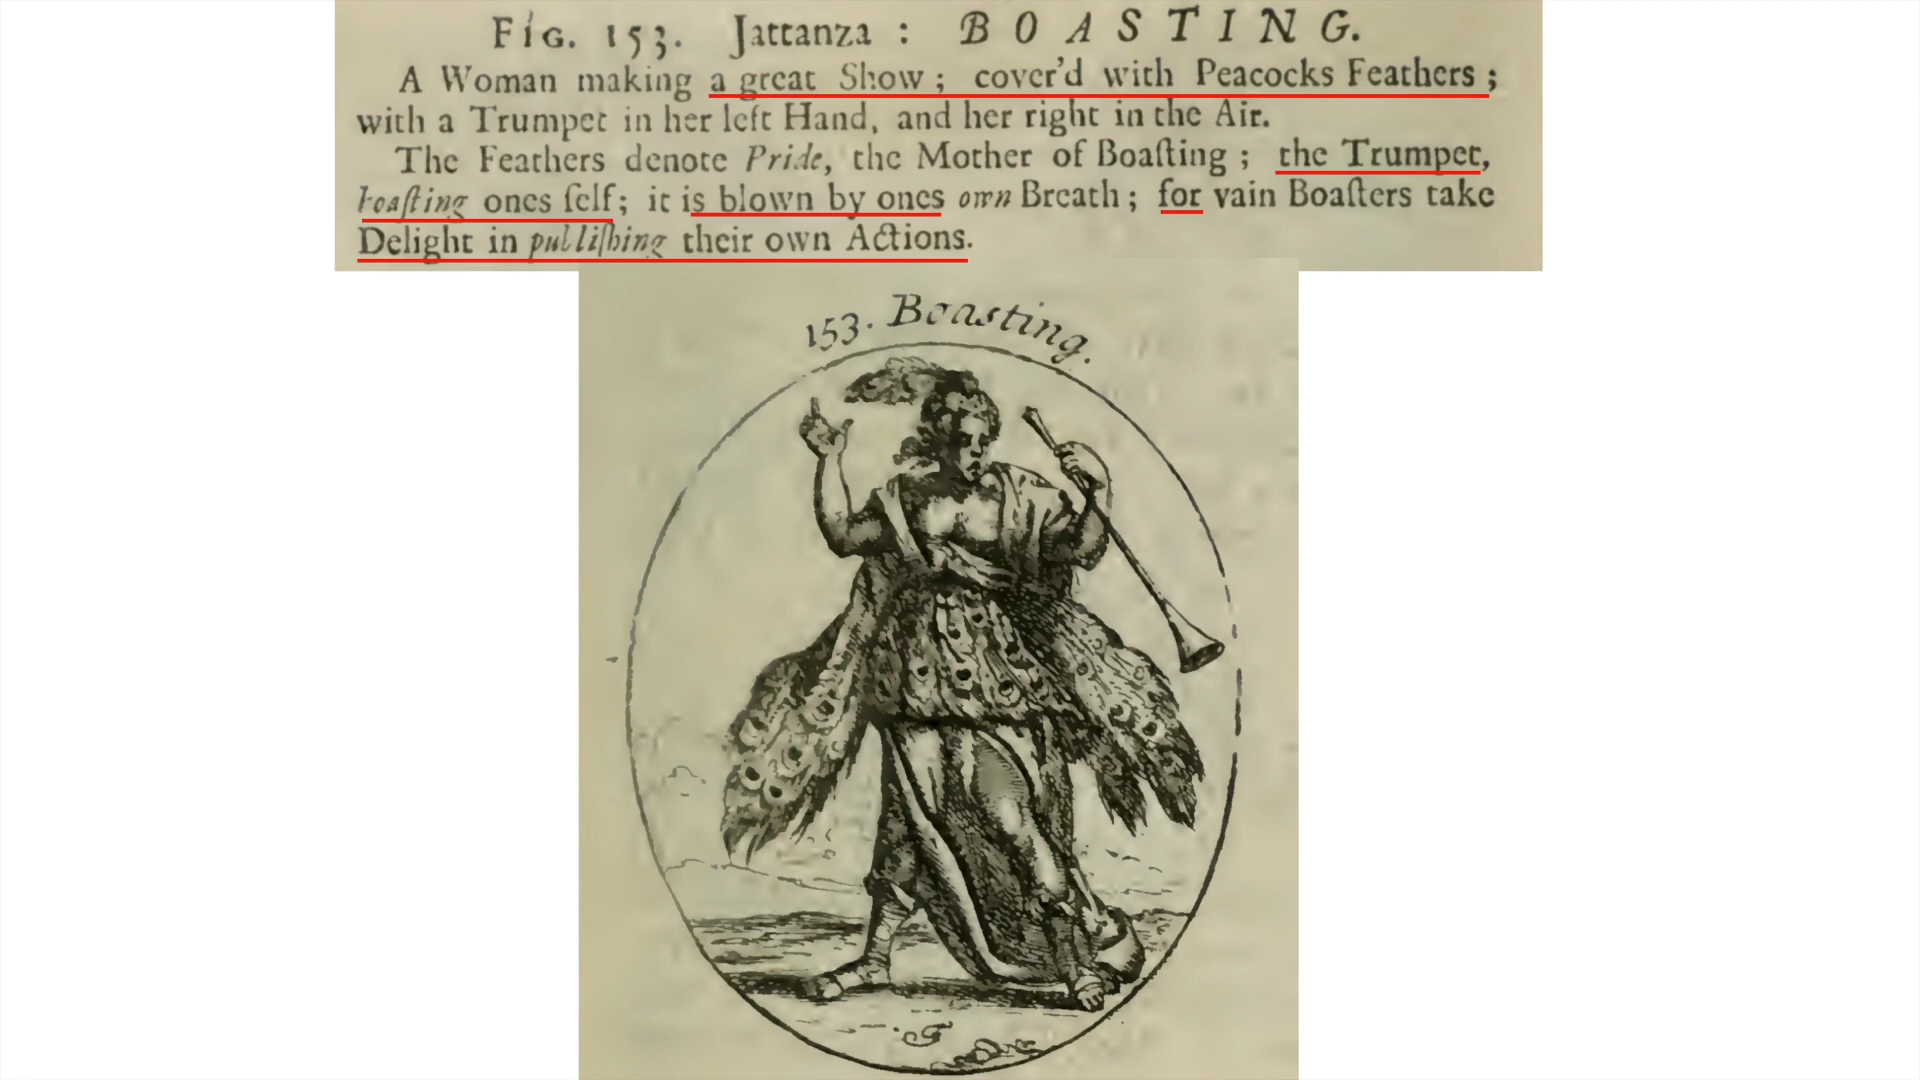 FIG. 153. Jattanza : BOASTING.
A Woman making a great Show ; cover'd with Peacocks Feathers ;
with a Trumpet in her left Hand, and her right in the Air.
The Feathers denote Pride, the Mother of Boaſting ; the Trumpet,
boaſting ones ſelf; it is blown by ones own Breath ; for vain Boaſters take
Delight in publiſhing their own Actions.
153. Boasting.